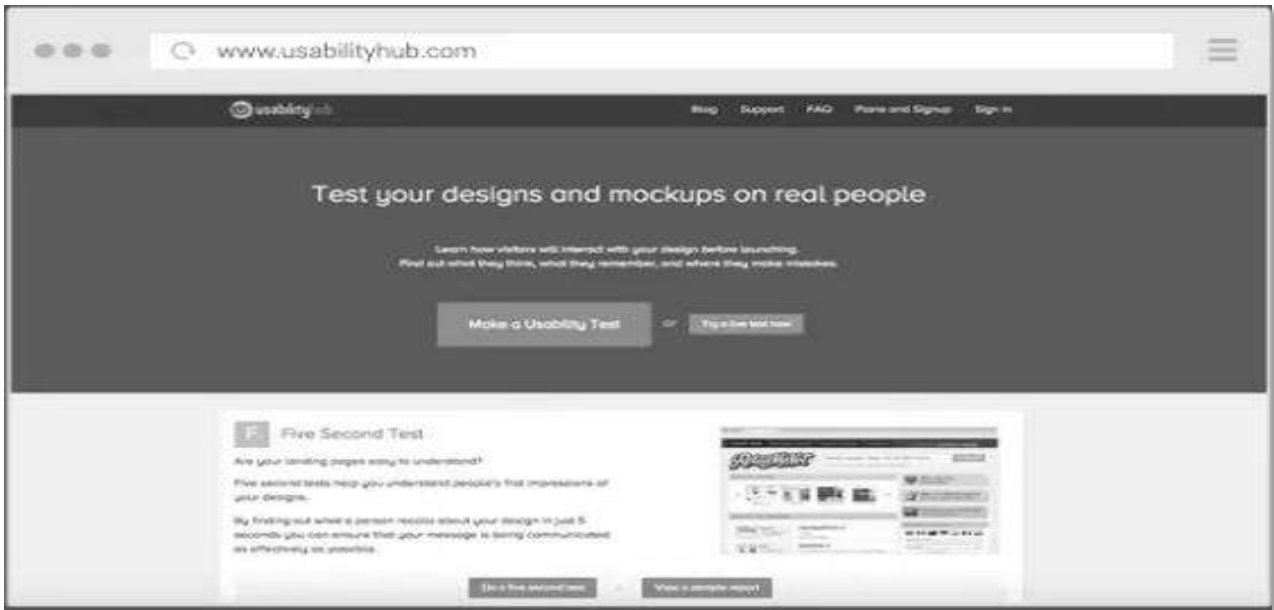 www.usabilityhub.com
usabilityhub
Blog Support FAQ Plans and Signup Sign in
Test your designs and mockups on real people
Learn how visitors will interact with your design before launching.
Find out what they think, what they remember, and where they make mistakes.
Make a Usability Test or Try a live test now
F Five Second Test
Are your landing pages easy to understand?
Five second tests help you understand people's first impressions of
your designs.
By finding out what a person recalls about your design in just 5
seconds you can ensure that your message is being communicated
as effectively as possible.
Do a five second test or View a sample report